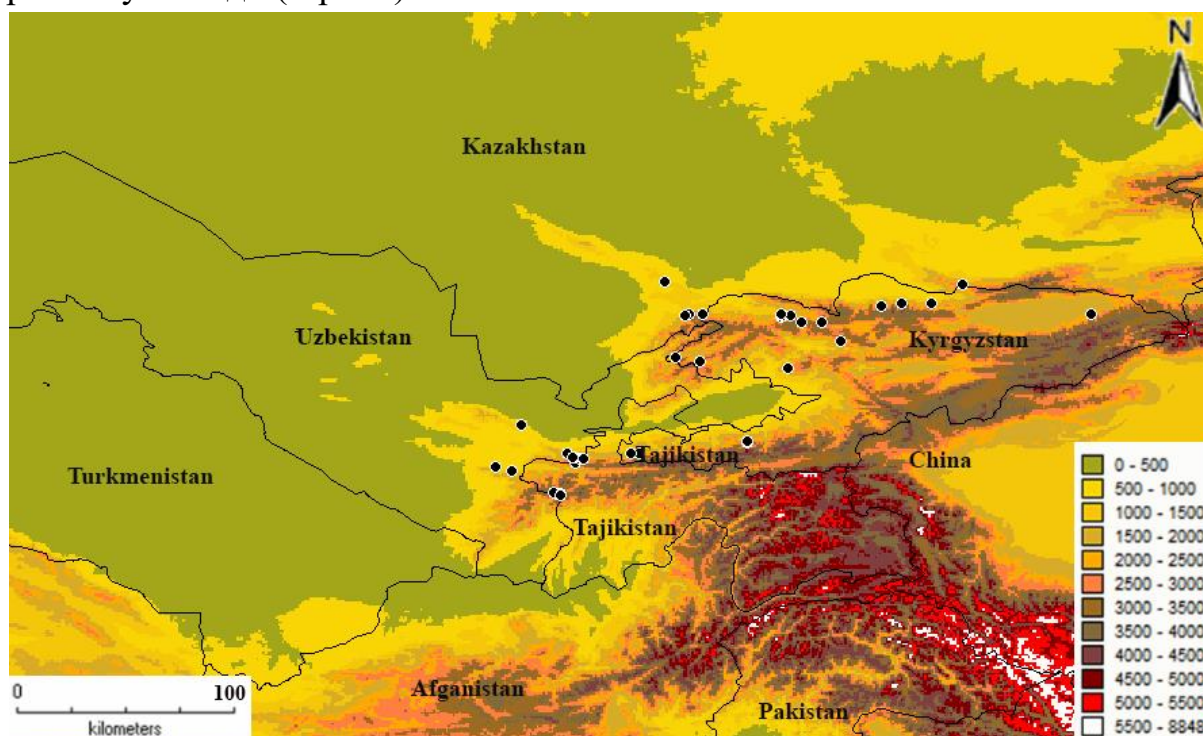 N
Kazakhstan
Uzbekistan
Kyrgyzstan
Turkmenistan
Tajikistan
China
Tajikistan
Afganistan
Pakistan
0 100
kilometers
0 - 500
500 - 1000
1000 - 1500
1500 - 2000
2000 - 2500
2500 - 3000
3000 - 3500
3500 - 4000
4000 - 4500
4500 - 5000
5000 - 5500
5500 - 8848